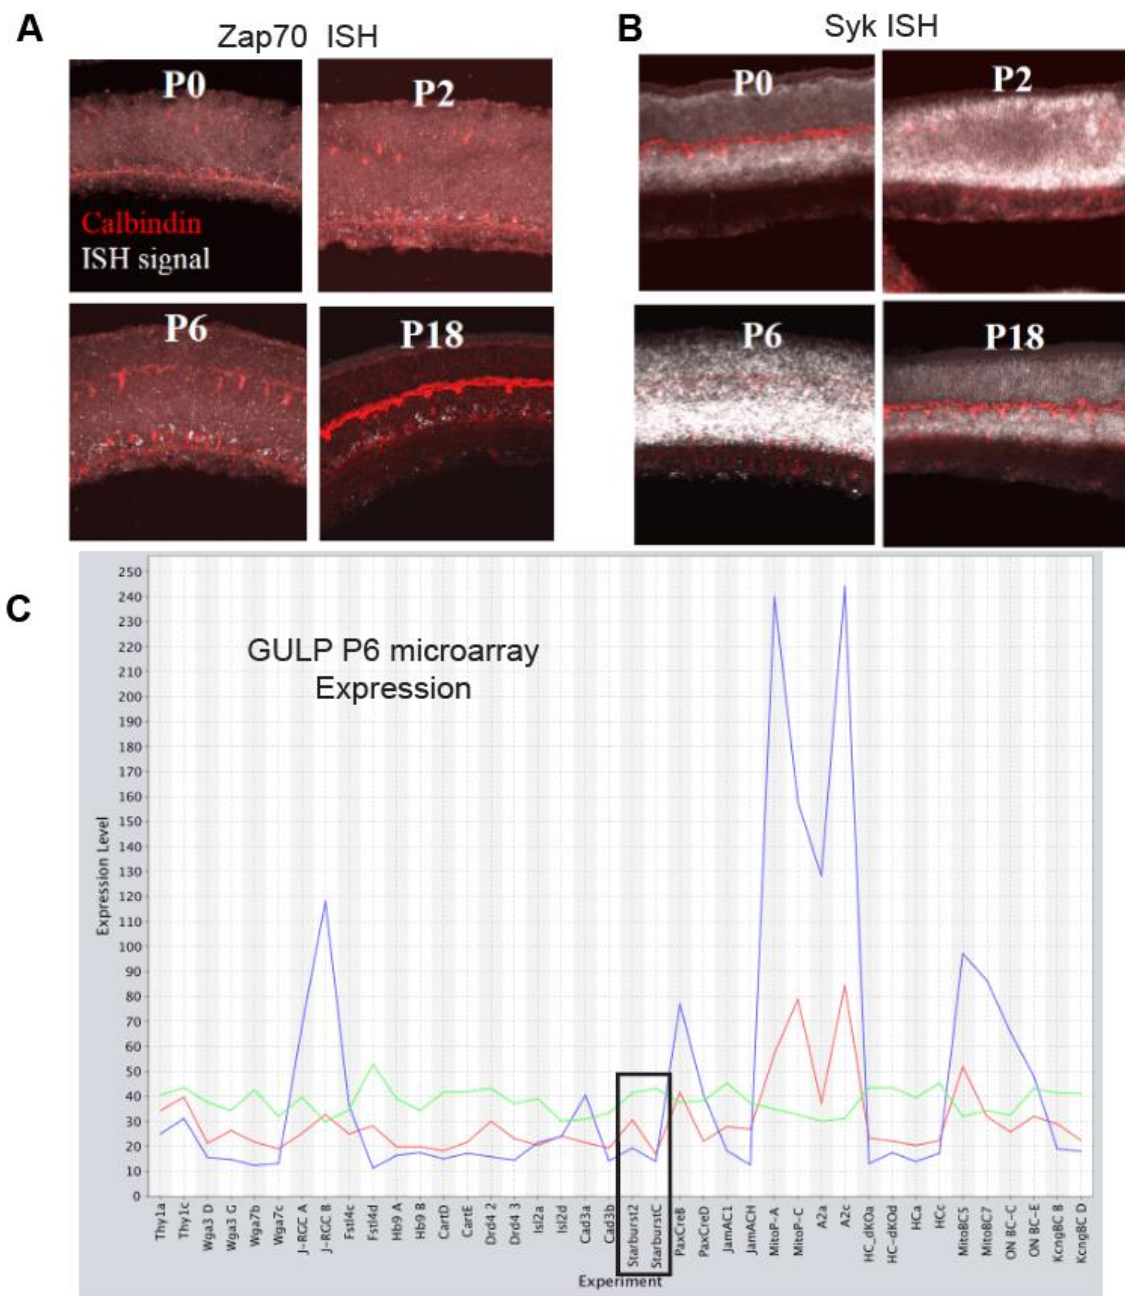 A
Zap70 ISH
P0
P2
Calbindin
ISH signal
P6
P18
B
Syk ISH
P0
P2
P6
P18
C
GULP P6 microarray
Expression
Expression Level
250
240
230
220
210
200
190
180
170
160
150
140
130
120
110
100
90
80
70
60
50
40
30
20
10
0
Thy1a
Thy1c
Wga3 D
Wga3 G
Wga7b
Wga7c
J-RGC A
J-RGC B
Fstl4c
Fstl4d
Hb9 A
Hb9 B
CartD
CartE
Drd4 2
Drd4 3
Isl2a
Isl2d
Cad3a
Cad3b
Starburst2
StarburstC
PaxCreB
PaxCreD
JamAC1
JamACH
MitoP-A
MitoP-C
A2a
A2c
HC_dKOa
HC-dKOd
HCa
HCc
MitoBC5
MitoBC7
ON BC-C
ON BC-E
KcngBC B
KcngBC D
Experiment